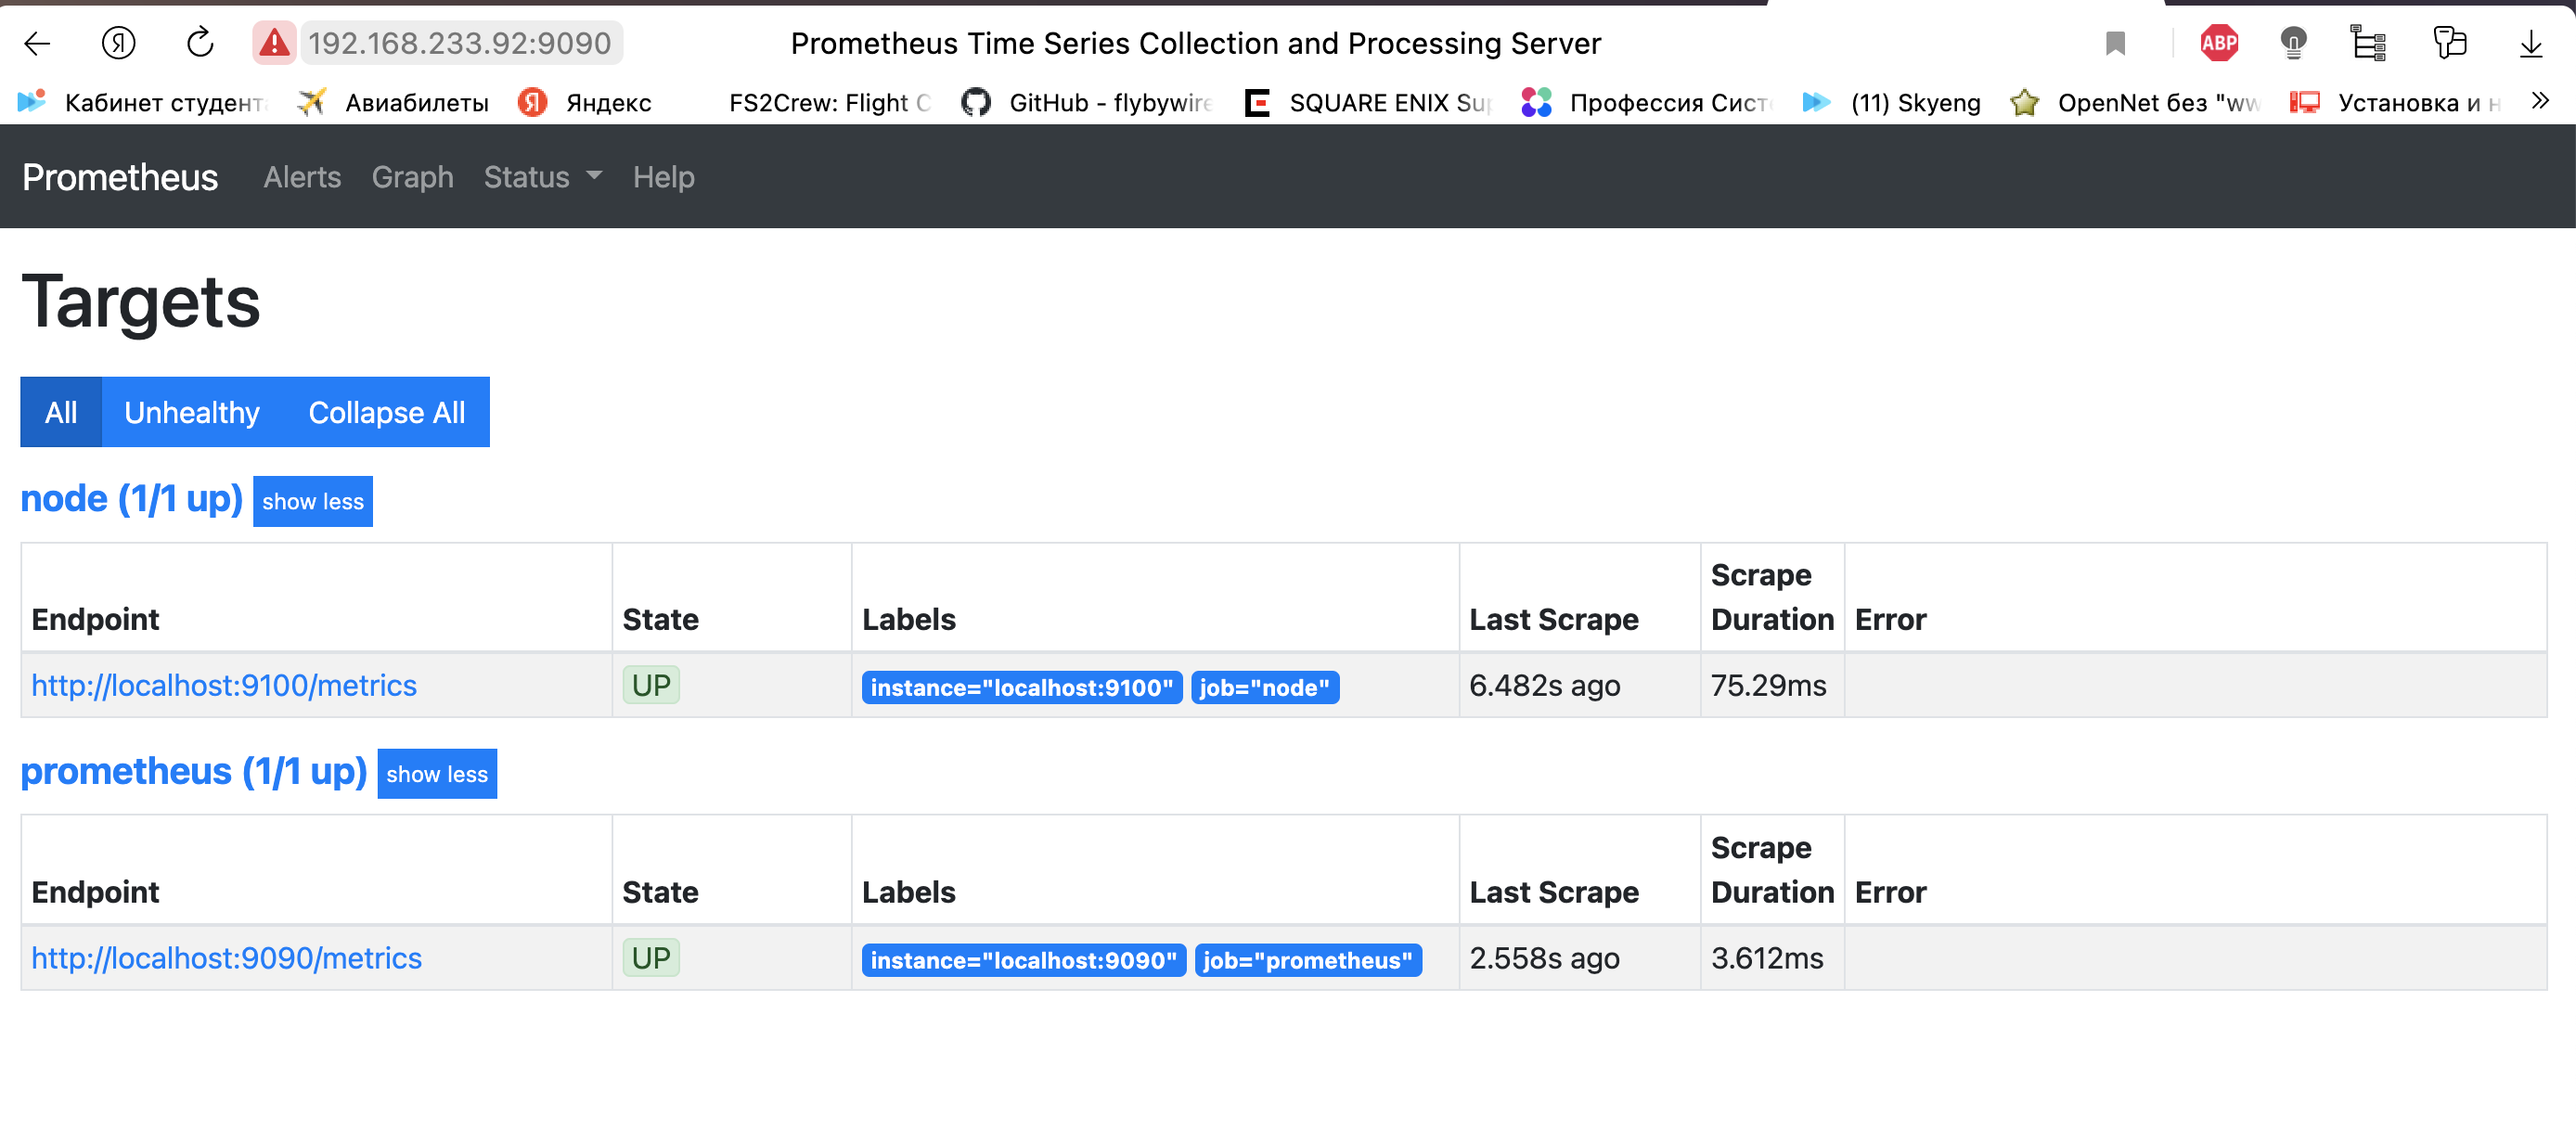 192.168.233.92:9090 Prometheus Time Series Collection and Processing Server ABP
Кабинет студент Авиабилеты Яндекс FS2Crew: Flight C GitHub - flybywire SQUARE ENIX Sup Профессия Сист (11) Skyeng OpenNet без "ww Установка и н
Prometheus Alerts Graph Status Help
Targets
All Unhealthy Collapse All
node (1/1 up) show less
Endpoint State Labels Last Scrape Scrape Duration Error
http://localhost:9100/metrics UP instance="localhost:9100" job="node" 6.482s ago 75.29ms
prometheus (1/1 up) show less
Endpoint State Labels Last Scrape Scrape Duration Error
http://localhost:9090/metrics UP instance="localhost:9090" job="prometheus" 2.558s ago 3.612ms